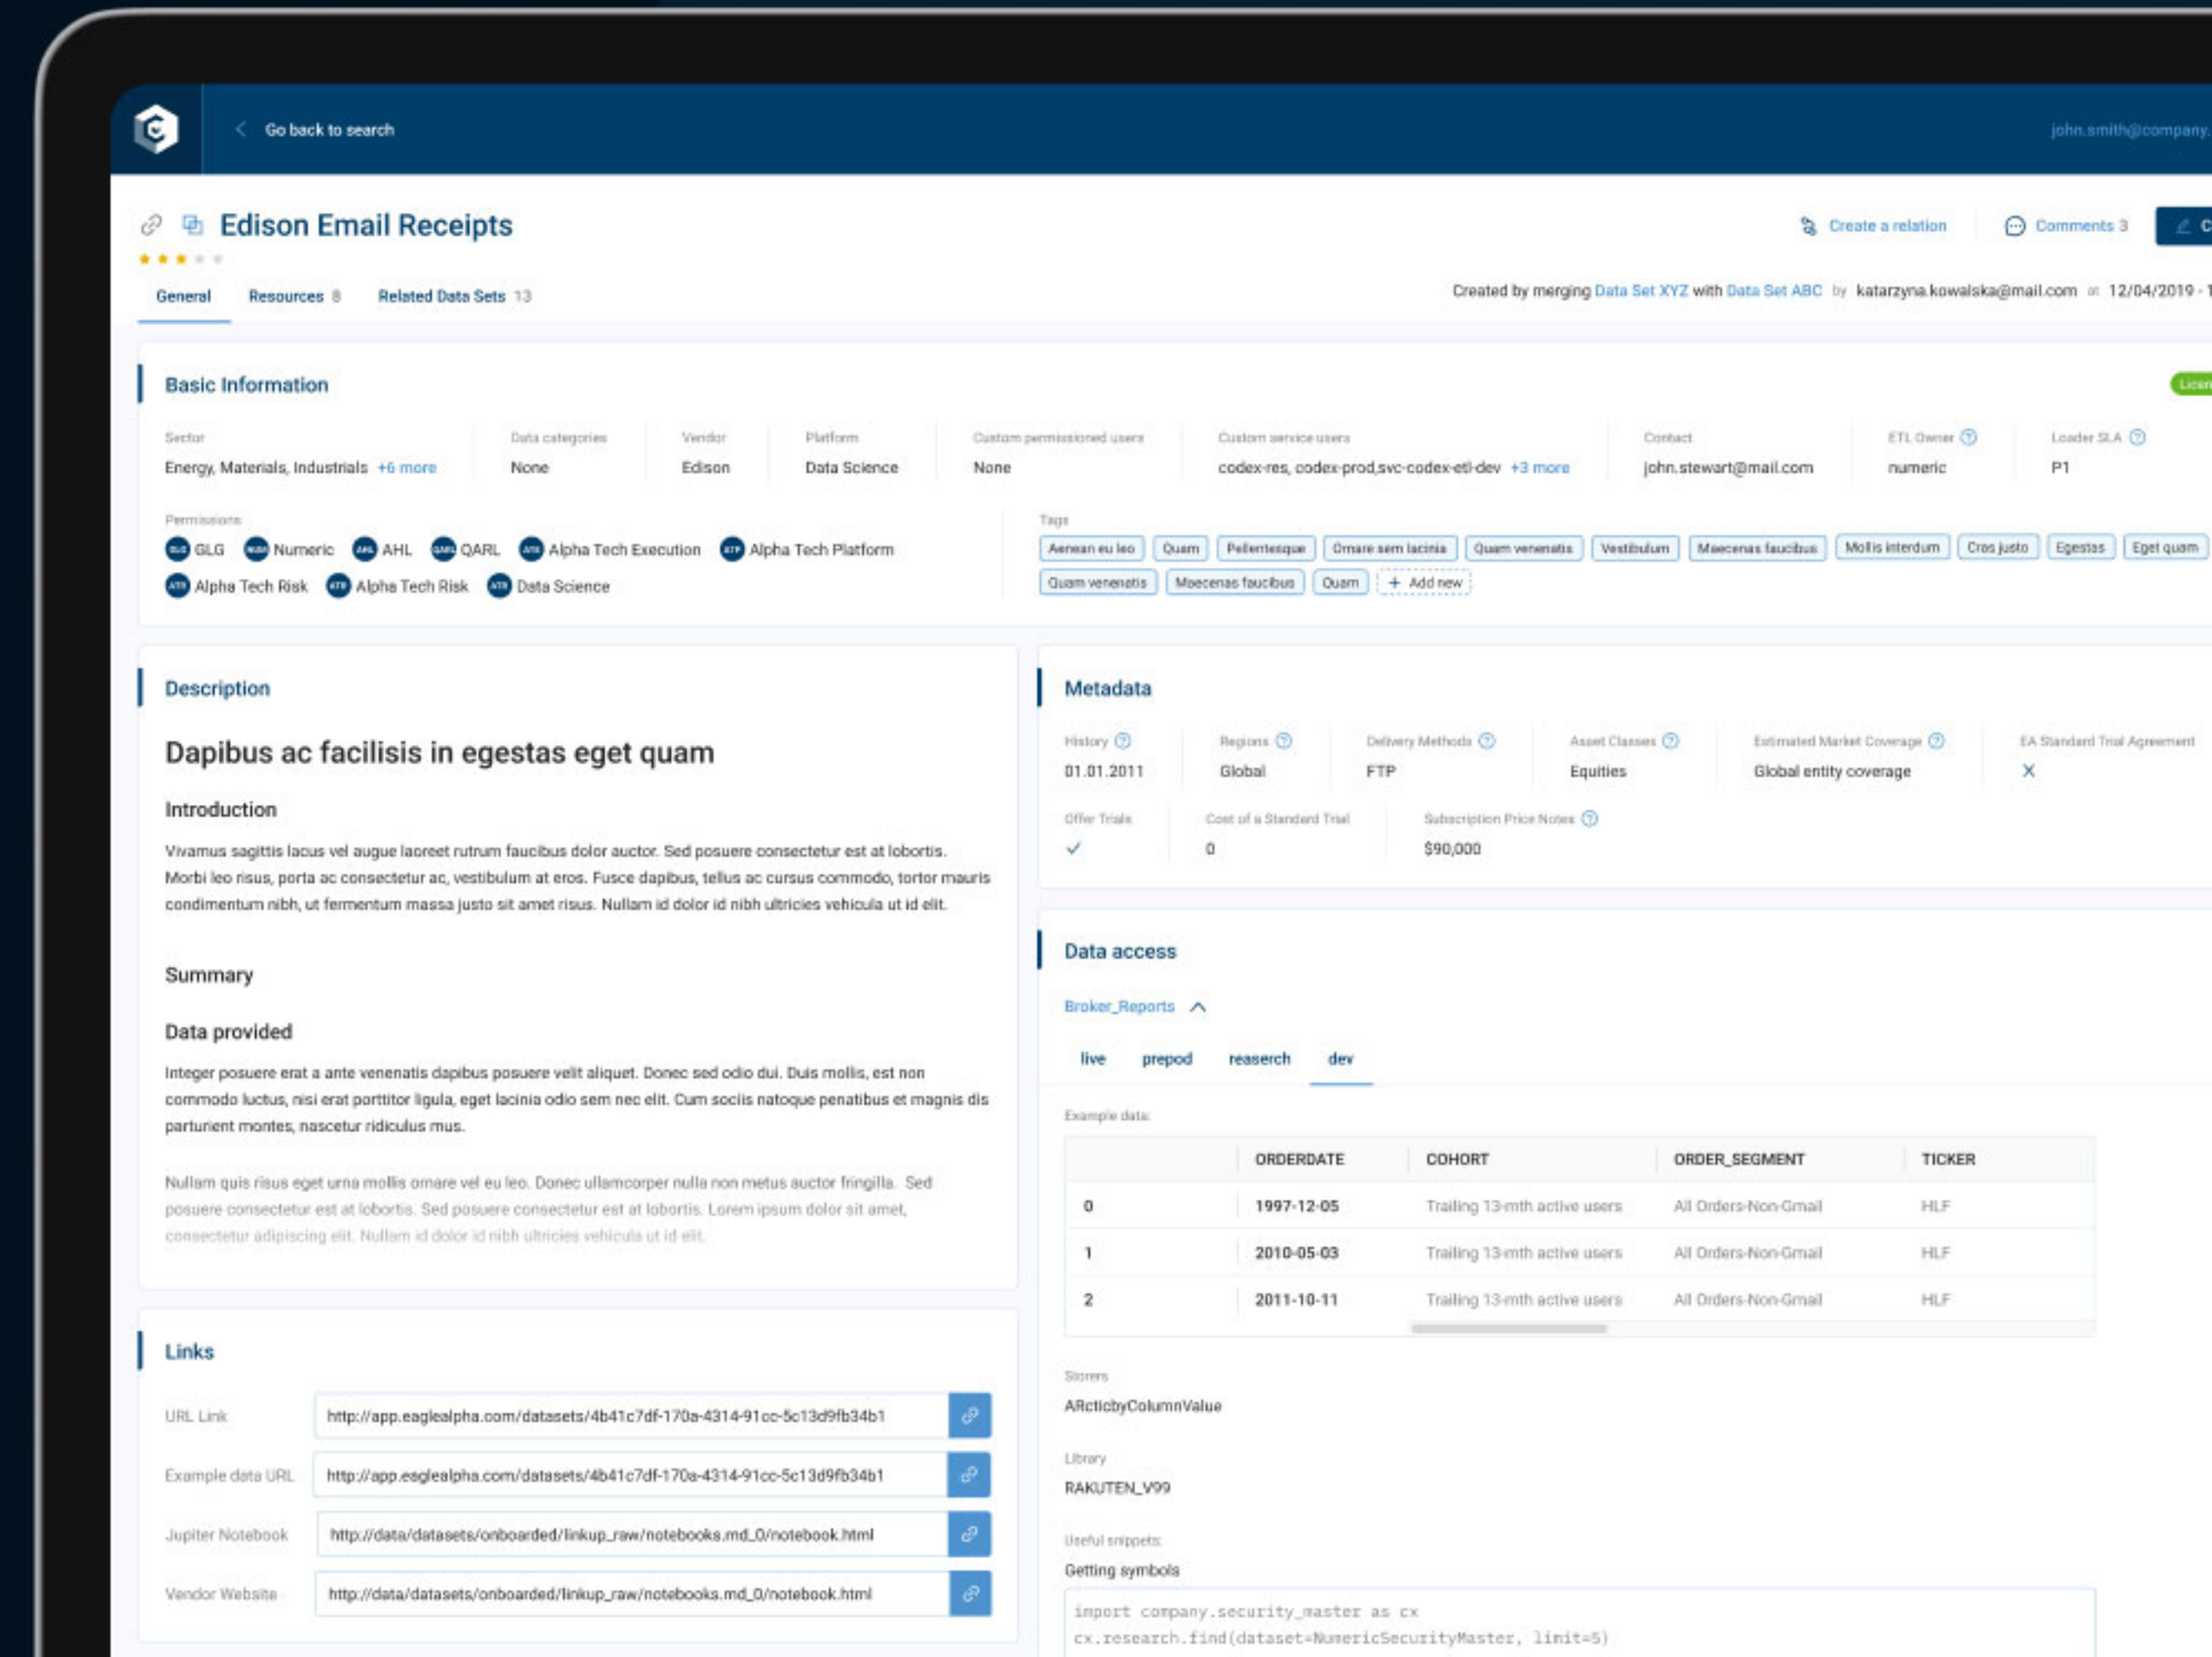 Go back to search
john.smith@company.
Edison Email Receipts
Create a relation
Comments 3
General
Resources 8
Related Data Sets 13
Created by merging Data Set XYZ with Data Set ABC by katarzyna.kowalska@mail.com at 12/04/2019 - 1
Basic Information
Sector
Energy, Materials, Industrials +6 more
Data categories
None
Vendor
Edison
Platform
Data Science
Custom permissioned users
None
Custom service users
codex-res, codex-prod,svc-codex-etl-dev +3 more
Contact
john.stewart@mail.com
ETL Owner
numeric
Loader SLA
P1
Permissions
GLG GLG Numeric AHL AHL QARL QARL Alpha Tech Execution ATP Alpha Tech Platform
ATR Alpha Tech Risk ATR Alpha Tech Risk ATR Data Science
Tags
Aenean eu leo Quam Pellentesque Ornare sem lacinia Quam venenatis Vestibulum Maecenas faucibus Mollis interdum Cras justo Egestas Eget quam
Quam venenatis Maecenas faucibus Quam + Add new
Description
Dapibus ac facilisis in egestas eget quam
Introduction
Vivamus sagittis lacus vel augue laoreet rutrum faucibus dolor auctor. Sed posuere consectetur est at lobortis.
Morbi leo risus, porta ac consectetur ac, vestibulum at eros. Fusce dapibus, tellus ac cursus commodo, tortor mauris
condimentum nibh, ut fermentum massa justo sit amet risus. Nullam id dolor id nibh ultricies vehicula ut id elit.
Summary
Data provided
Integer posuere erat a ante venenatis dapibus posuere velit aliquet. Donec sed odio dui. Duis mollis, est non
commodo luctus, nisi erat porttitor ligula, eget lacinia odio sem nec elit. Cum sociis natoque penatibus et magnis dis
parturient montes, nascetur ridiculus mus.
Nullam quis risus eget urna mollis ornare vel eu leo. Donec ullamcorper nulla non metus auctor fringilla. Sed
posuere consectetur est at lobortis. Sed posuere consectetur est at lobortis. Lorem ipsum dolor sit amet,
consectetur adipiscing elit. Nullam id dolor id nibh ultricies vehicula ut id elit.
Links
URL Link
http://app.eaglealpha.com/datasets/4b41c7df-170a-4314-91cc-5c13d9fb34b1
Example data URL
http://app.eaglealpha.com/datasets/4b41c7df-170a-4314-91cc-5c13d9fb34b1
Jupiter Notebook
http://data/datasets/onboarded/linkup_raw/notebooks.md_0/notebook.html
Vendor Website
http://data/datasets/onboarded/linkup_raw/notebooks.md_0/notebook.html
Metadata
History
01.01.2011
Regions
Global
Delivery Methods
FTP
Asset Classes
Equities
Estimated Market Coverage
Global entity coverage
EA Standard Trial Agreement
Offer Trials
Cost of a Standard Trial
0
Subscription Price Notes
$90,000
Data access
Broker_Reports
live prepod reaserch dev
Example data:
ORDERDATE COHORT ORDER_SEGMENT TICKER
0 1997-12-05 Trailing 13-mth active users All Orders-Non-Gmail HLF
1 2010-05-03 Trailing 13-mth active users All Orders-Non-Gmail HLF
2 2011-10-11 Trailing 13-mth active users All Orders-Non-Gmail HLF
Storers
ARcticbyColumnValue
Library
RAKUTEN_V99
Useful snippets:
Getting symbols
import company.security_master as cx
cx.research.find(dataset=NumericSecurityMaster, limit=5)